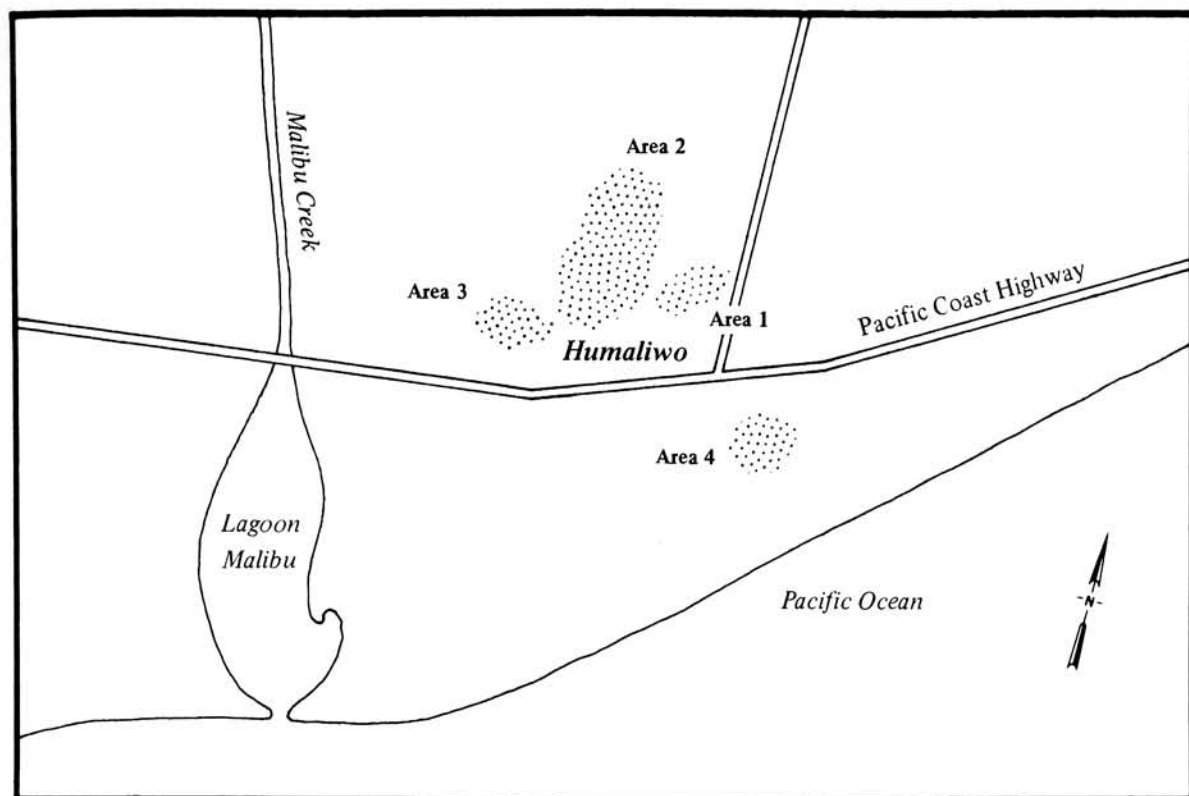 Malibu Creek
Area 2
Area 3
Area 1
Pacific Coast Highway
Humaliwo
Area 4
Lagoon
Malibu
Pacific Ocean
N